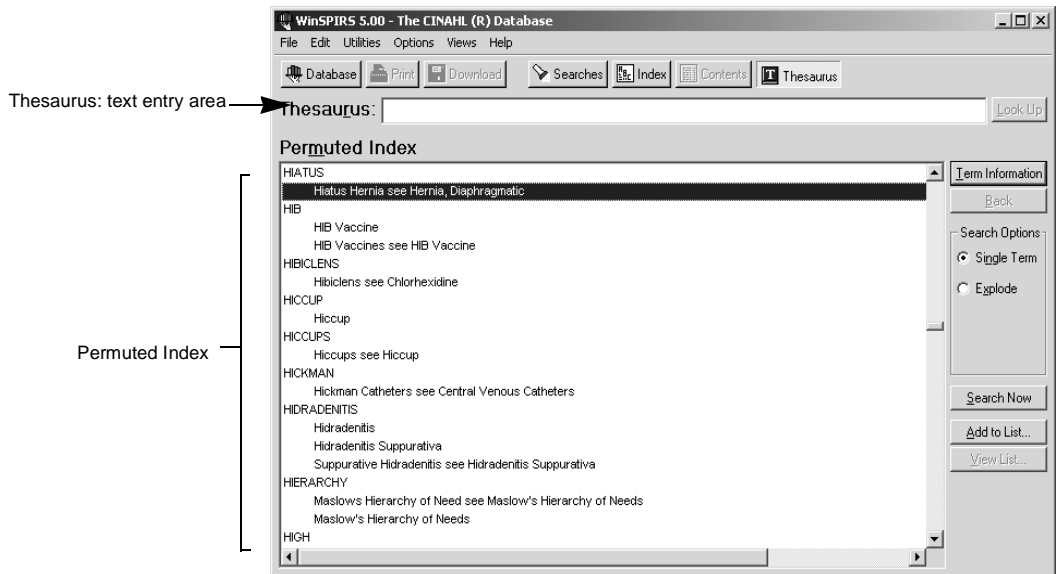 WinSPIRS 5.00 - The CINAHL (R) Database
File Edit Utilities Options Views Help
Database Print Download Searches Index Contents Thesaurus
Thesaurus: text entry area
Thesaurus: Look Up
Permuted Index
HIATUS
Hiatus Hernia see Hernia, Diaphragmatic
HIB
HIB Vaccine
HIB Vaccines see HIB Vaccine
HIBICLENS
Hibiclens see Chlorhexidine
HICCUP
Hiccup
HICCUPS
Hiccups see Hiccup
HICKMAN
Hickman Catheters see Central Venous Catheters
HIDRADENITIS
Hidradenitis
Hidradenitis Suppurativa
Suppurative Hidradenitis see Hidradenitis Suppurativa
HIERARCHY
Maslows Hierarchy of Need see Maslow's Hierarchy of Needs
Maslow's Hierarchy of Needs
HIGH
Term Information
Back
Search Options
Single Term
Explode
Search Now
Add to List...
View List...
Permuted Index